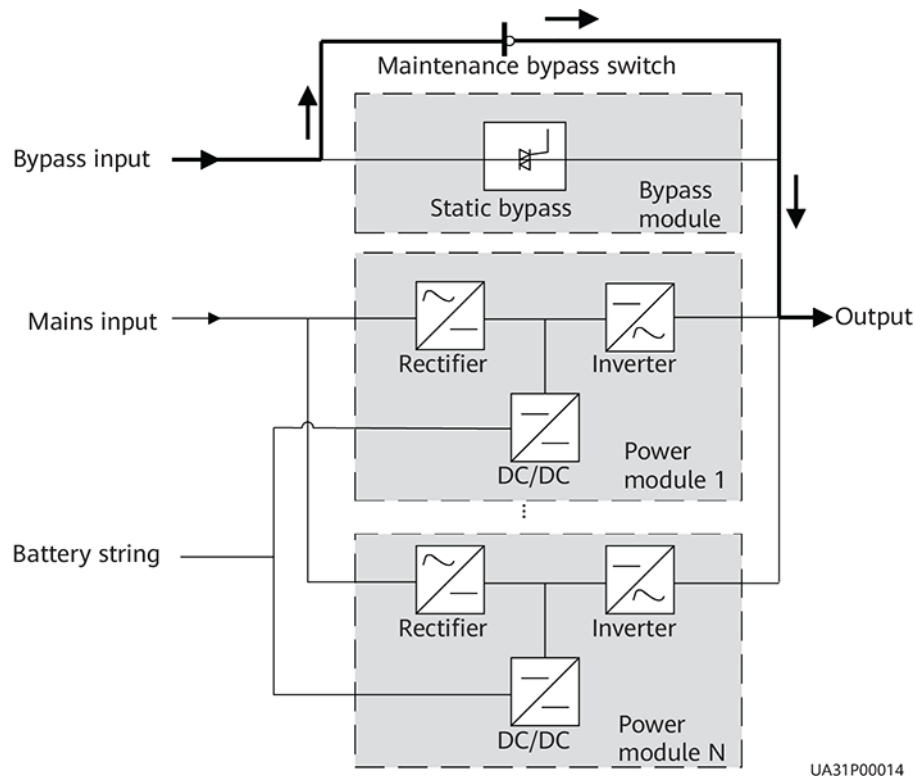 Maintenance bypass switch
Bypass input
Static bypass
Bypass
module
Mains input
Output
Rectifier
Inverter
DC/DC
Power
module 1
⋮
Battery string
Rectifier
Inverter
DC/DC
Power
module N
UA31P00014